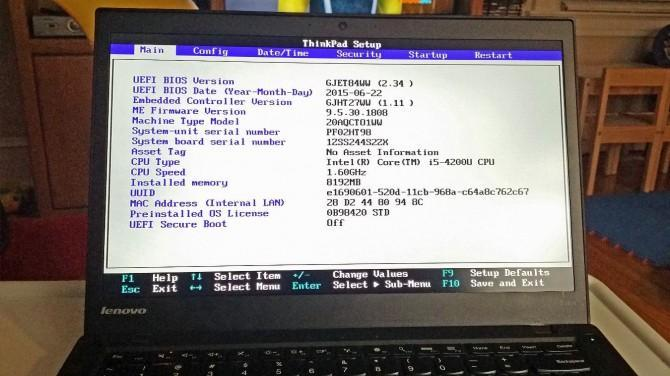 ThinkPad Setup
Main Config Date/Time Security Startup Restart
UEFI BIOS Version GJET84WW (2.34 )
UEFI BIOS Date (Year-Month-Day) 2015-06-22
Embedded Controller Version GJHT27WW (1.11 )
ME Firmware Version 9.5.30.1808
Machine Type Model 20AQCTO1WW
System-unit serial number PF02HT98
System board serial number 1ZSS244S22X
Asset Tag No Asset Information
CPU Type Intel(R) Core(TM) i5-4200U CPU
CPU Speed 1.60GHz
Installed memory 8192MB
UUID e1690601-520d-11cb-968a-c64a8c762c67
MAC Address (Internal LAN) 28 D2 44 80 94 8C
Preinstalled OS License 0B98420 STD
UEFI Secure Boot Off
F1 Help ↑↓ Select Item +/- Change Values F9 Setup Defaults
Esc Exit ↔ Select Menu Enter Select ▶ Sub-Menu F10 Save and Exit
lenovo
Home End Insert Delete
Backspace